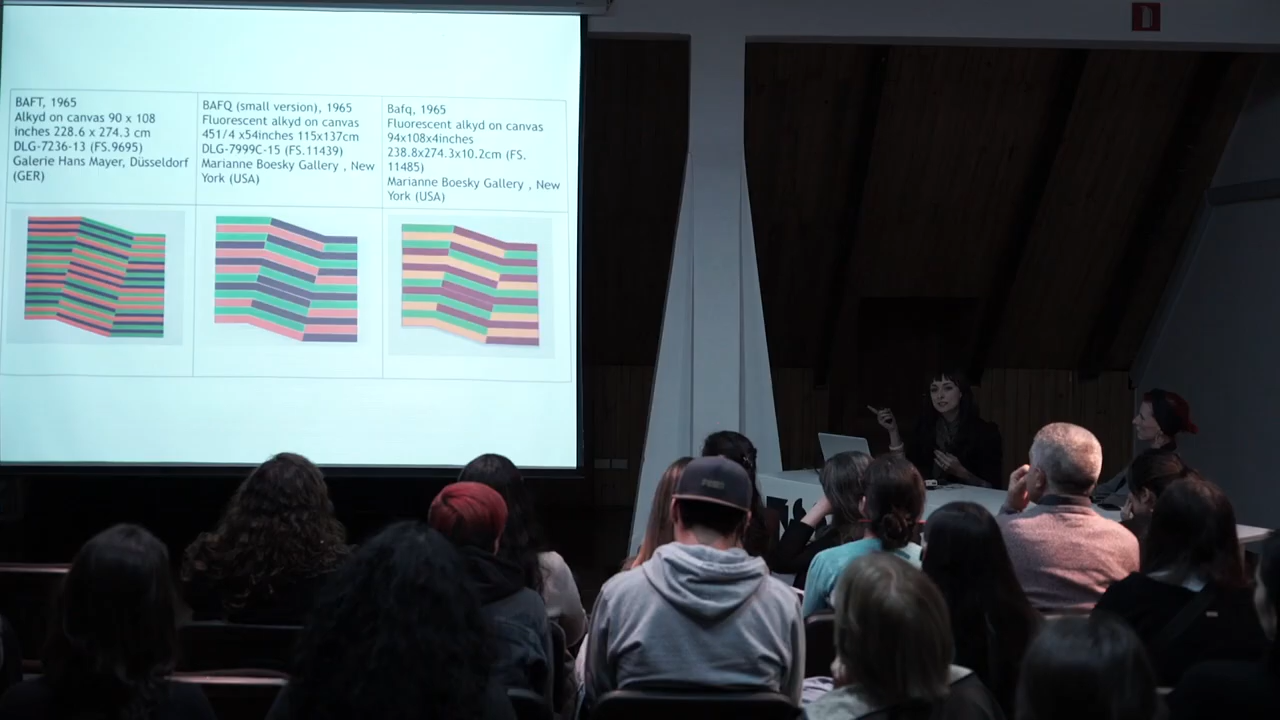 BAFT, 1965
Alkyd on canvas 90 x 108
inches 228.6 x 274.3 cm
DLG-7236-13 (FS.9695)
Galerie Hans Mayer, Düsseldorf
(GER)
BAFQ (small version), 1965
Fluorescent alkyd on canvas
451/4 x54inches 115x137cm
DLG-7999C-15 (FS.11439)
Marianne Boesky Gallery , New
York (USA)
Bafq, 1965
Fluorescent alkyd on canvas
94x108x4inches
238.8x274.3x10.2cm (FS.
11485)
Marianne Boesky Gallery , New
York (USA)